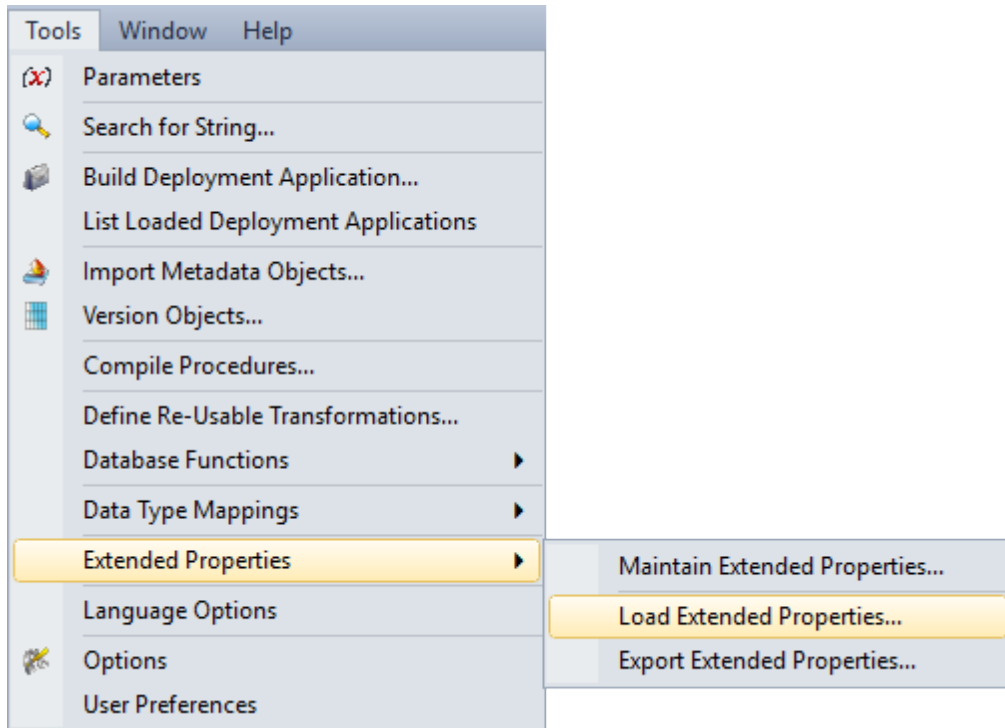 Tools Window Help
(x) Parameters
Search for String...
Build Deployment Application...
List Loaded Deployment Applications
Import Metadata Objects...
Version Objects...
Compile Procedures...
Define Re-Usable Transformations...
Database Functions
Data Type Mappings
Extended Properties
Maintain Extended Properties...
Load Extended Properties...
Export Extended Properties...
Language Options
Options
User Preferences